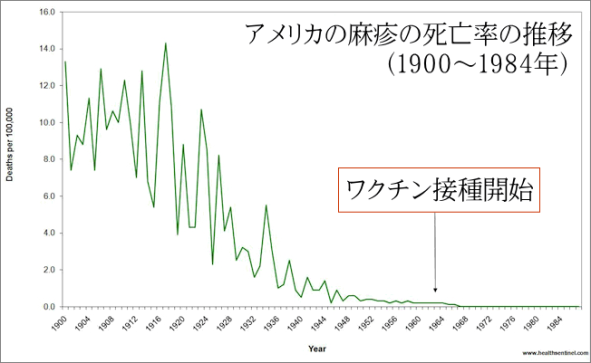 アメリカの麻疹の死亡率の推移
(1900～1984年)
ワクチン接種開始
Deaths per 100,000
16.0
14.0
12.0
10.0
8.0
6.0
4.0
2.0
0.0
1900 1904 1908 1912 1916 1920 1924 1928 1932 1936 1940 1944 1948 1952 1956 1960 1964 1968 1972 1976 1980 1984
Year
www.healthsentinel.com